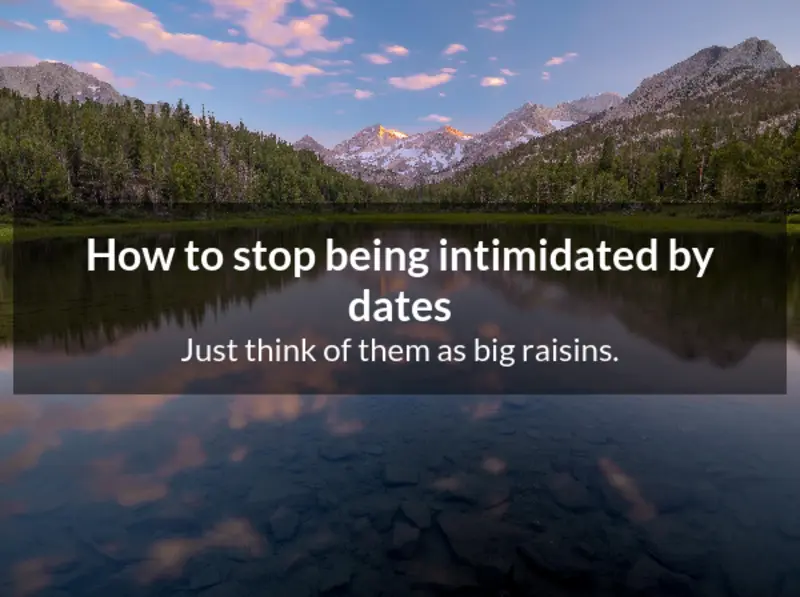 How to stop being intimidated by
dates
Just think of them as big raisins.